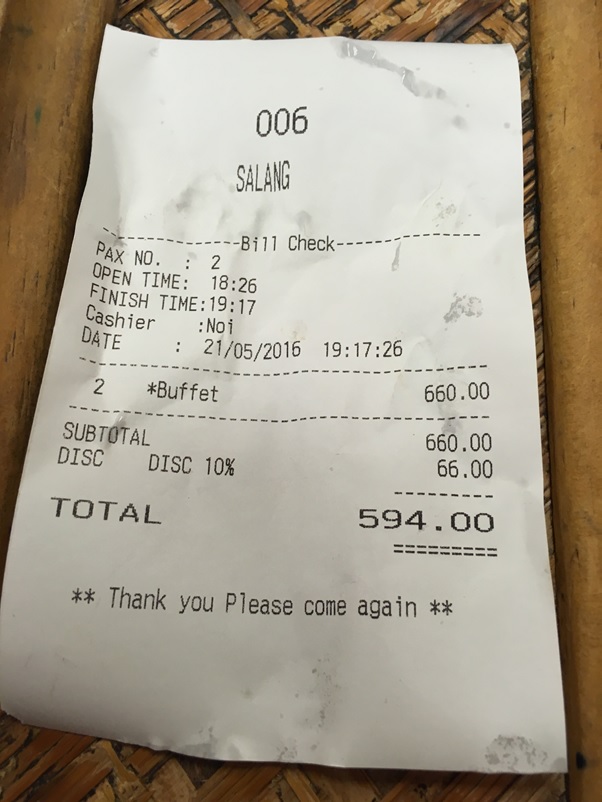 006
SALANG
----------------Bill Check----------------
PAX NO. : 2
OPEN TIME: 18:26
FINISH TIME:19:17
Cashier :Noi
DATE : 21/05/2016 19:17:26
2 *Buffet 660.00
SUBTOTAL 660.00
DISC DISC 10% 66.00
TOTAL 594.00
** Thank you Please come again **